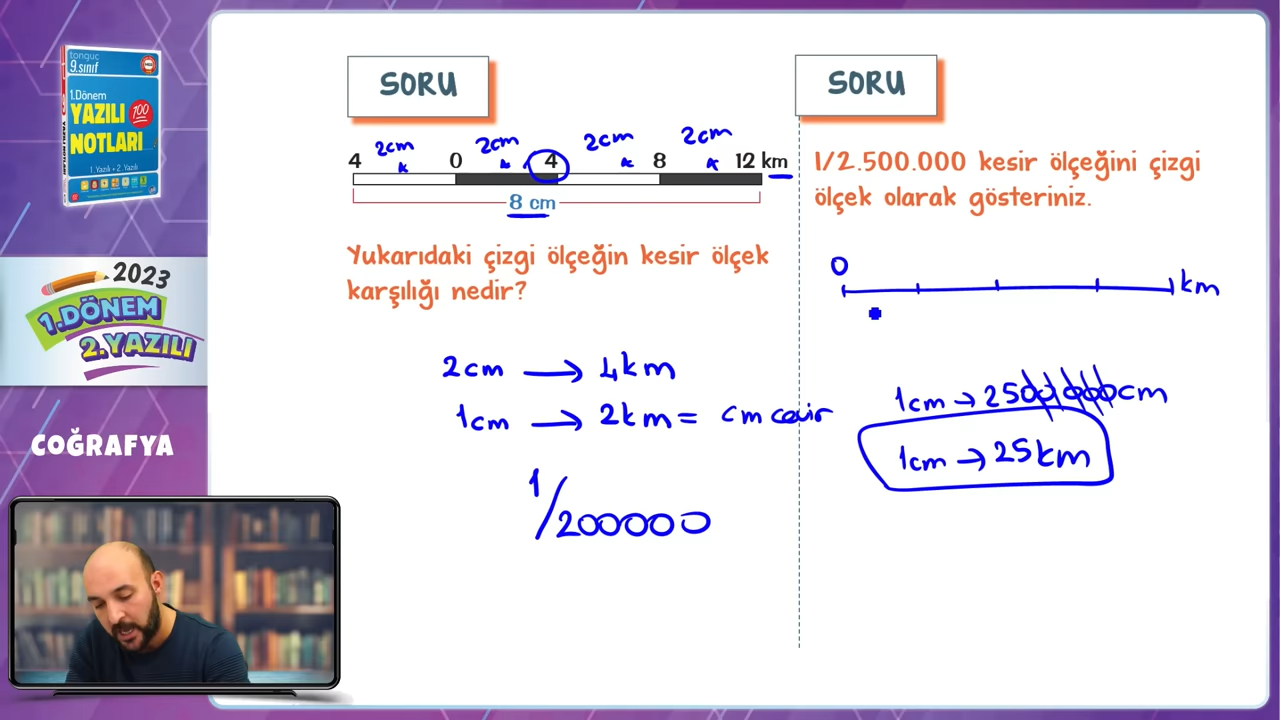 tonguç
9.sınıf
1.Dönem
YAZILI
100
NOTLARI
1. Yazılı + 2. Yazılı
2023
1.DÖNEM
2.YAZILI
COĞRAFYA
SORU
2cm 2cm 2cm 2cm
4 0 4 8 12 km
8 cm
Yukarıdaki çizgi ölçeğin kesir ölçek
karşılığı nedir?
2cm → 4km
1cm → 2km = cm cevir
1/200000
SORU
1/2.500.000 kesir ölçeğini çizgi
ölçek olarak gösteriniz.
0
km
1cm → 2500000cm
1cm → 25km